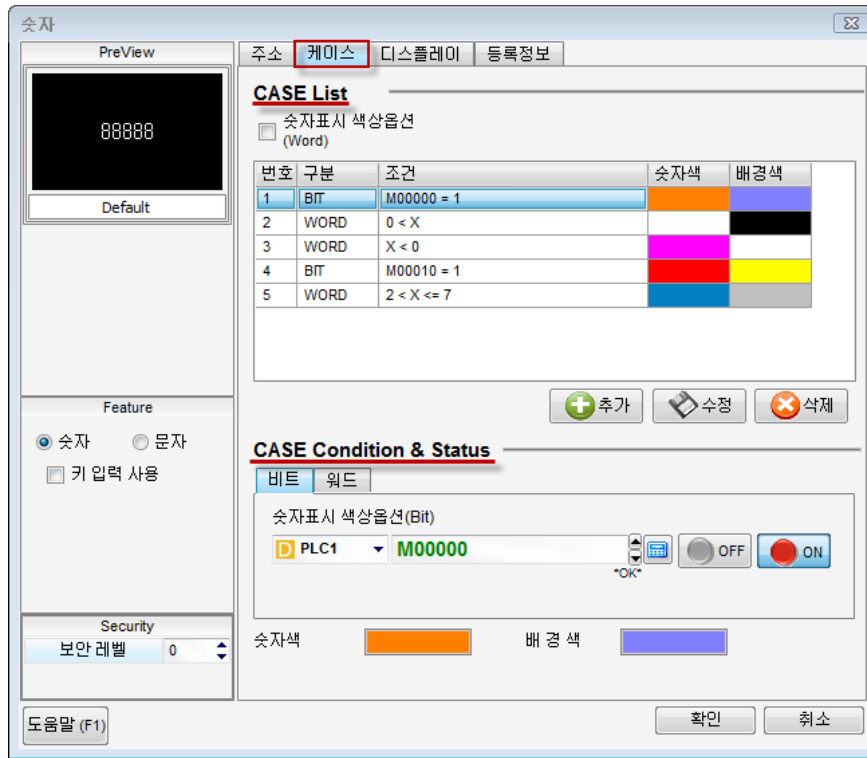 숫자
PreView
88888
Default
주소 케이스 디스플레이 등록정보
CASE List
숫자표시 색상옵션
(Word)
번호 구분 조건 숫자색 배경색
1 BIT M00000 = 1
2 WORD 0 < X
3 WORD X < 0
4 BIT M00010 = 1
5 WORD 2 < X <= 7
추가 수정 삭제
Feature
숫자 문자
키 입력 사용
CASE Condition & Status
비트 워드
숫자표시 색상옵션(Bit)
D PLC1 M00000 OFF ON
*OK*
Security
보안 레벨 0
숫자색 배 경 색
도움말 (F1)
확인 취소